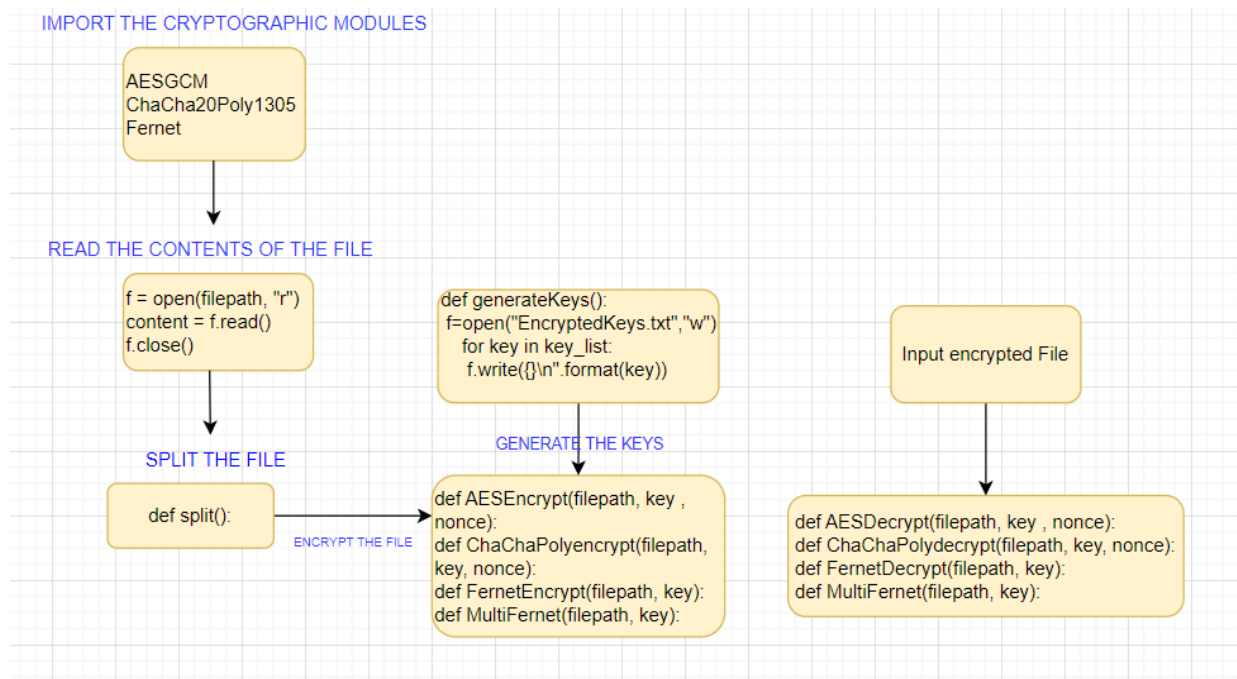 IMPORT THE CRYPTOGRAPHIC MODULES
AESGCM
ChaCha20Poly1305
Fernet
READ THE CONTENTS OF THE FILE
f = open(filepath, "r")
content = f.read()
f.close()
SPLIT THE FILE
def split():
ENCRYPT THE FILE
def generateKeys():
f=open("EncryptedKeys.txt","w")
for key in key_list:
f.write({}\n".format(key))
GENERATE THE KEYS
def AESEncrypt(filepath, key ,
nonce):
def ChaChaPolyencrypt(filepath,
key, nonce):
def FernetEncrypt(filepath, key):
def MultiFernet(filepath, key):
Input encrypted File
def AESDecrypt(filepath, key , nonce):
def ChaChaPolydecrypt(filepath, key, nonce):
def FernetDecrypt(filepath, key):
def MultiFernet(filepath, key):